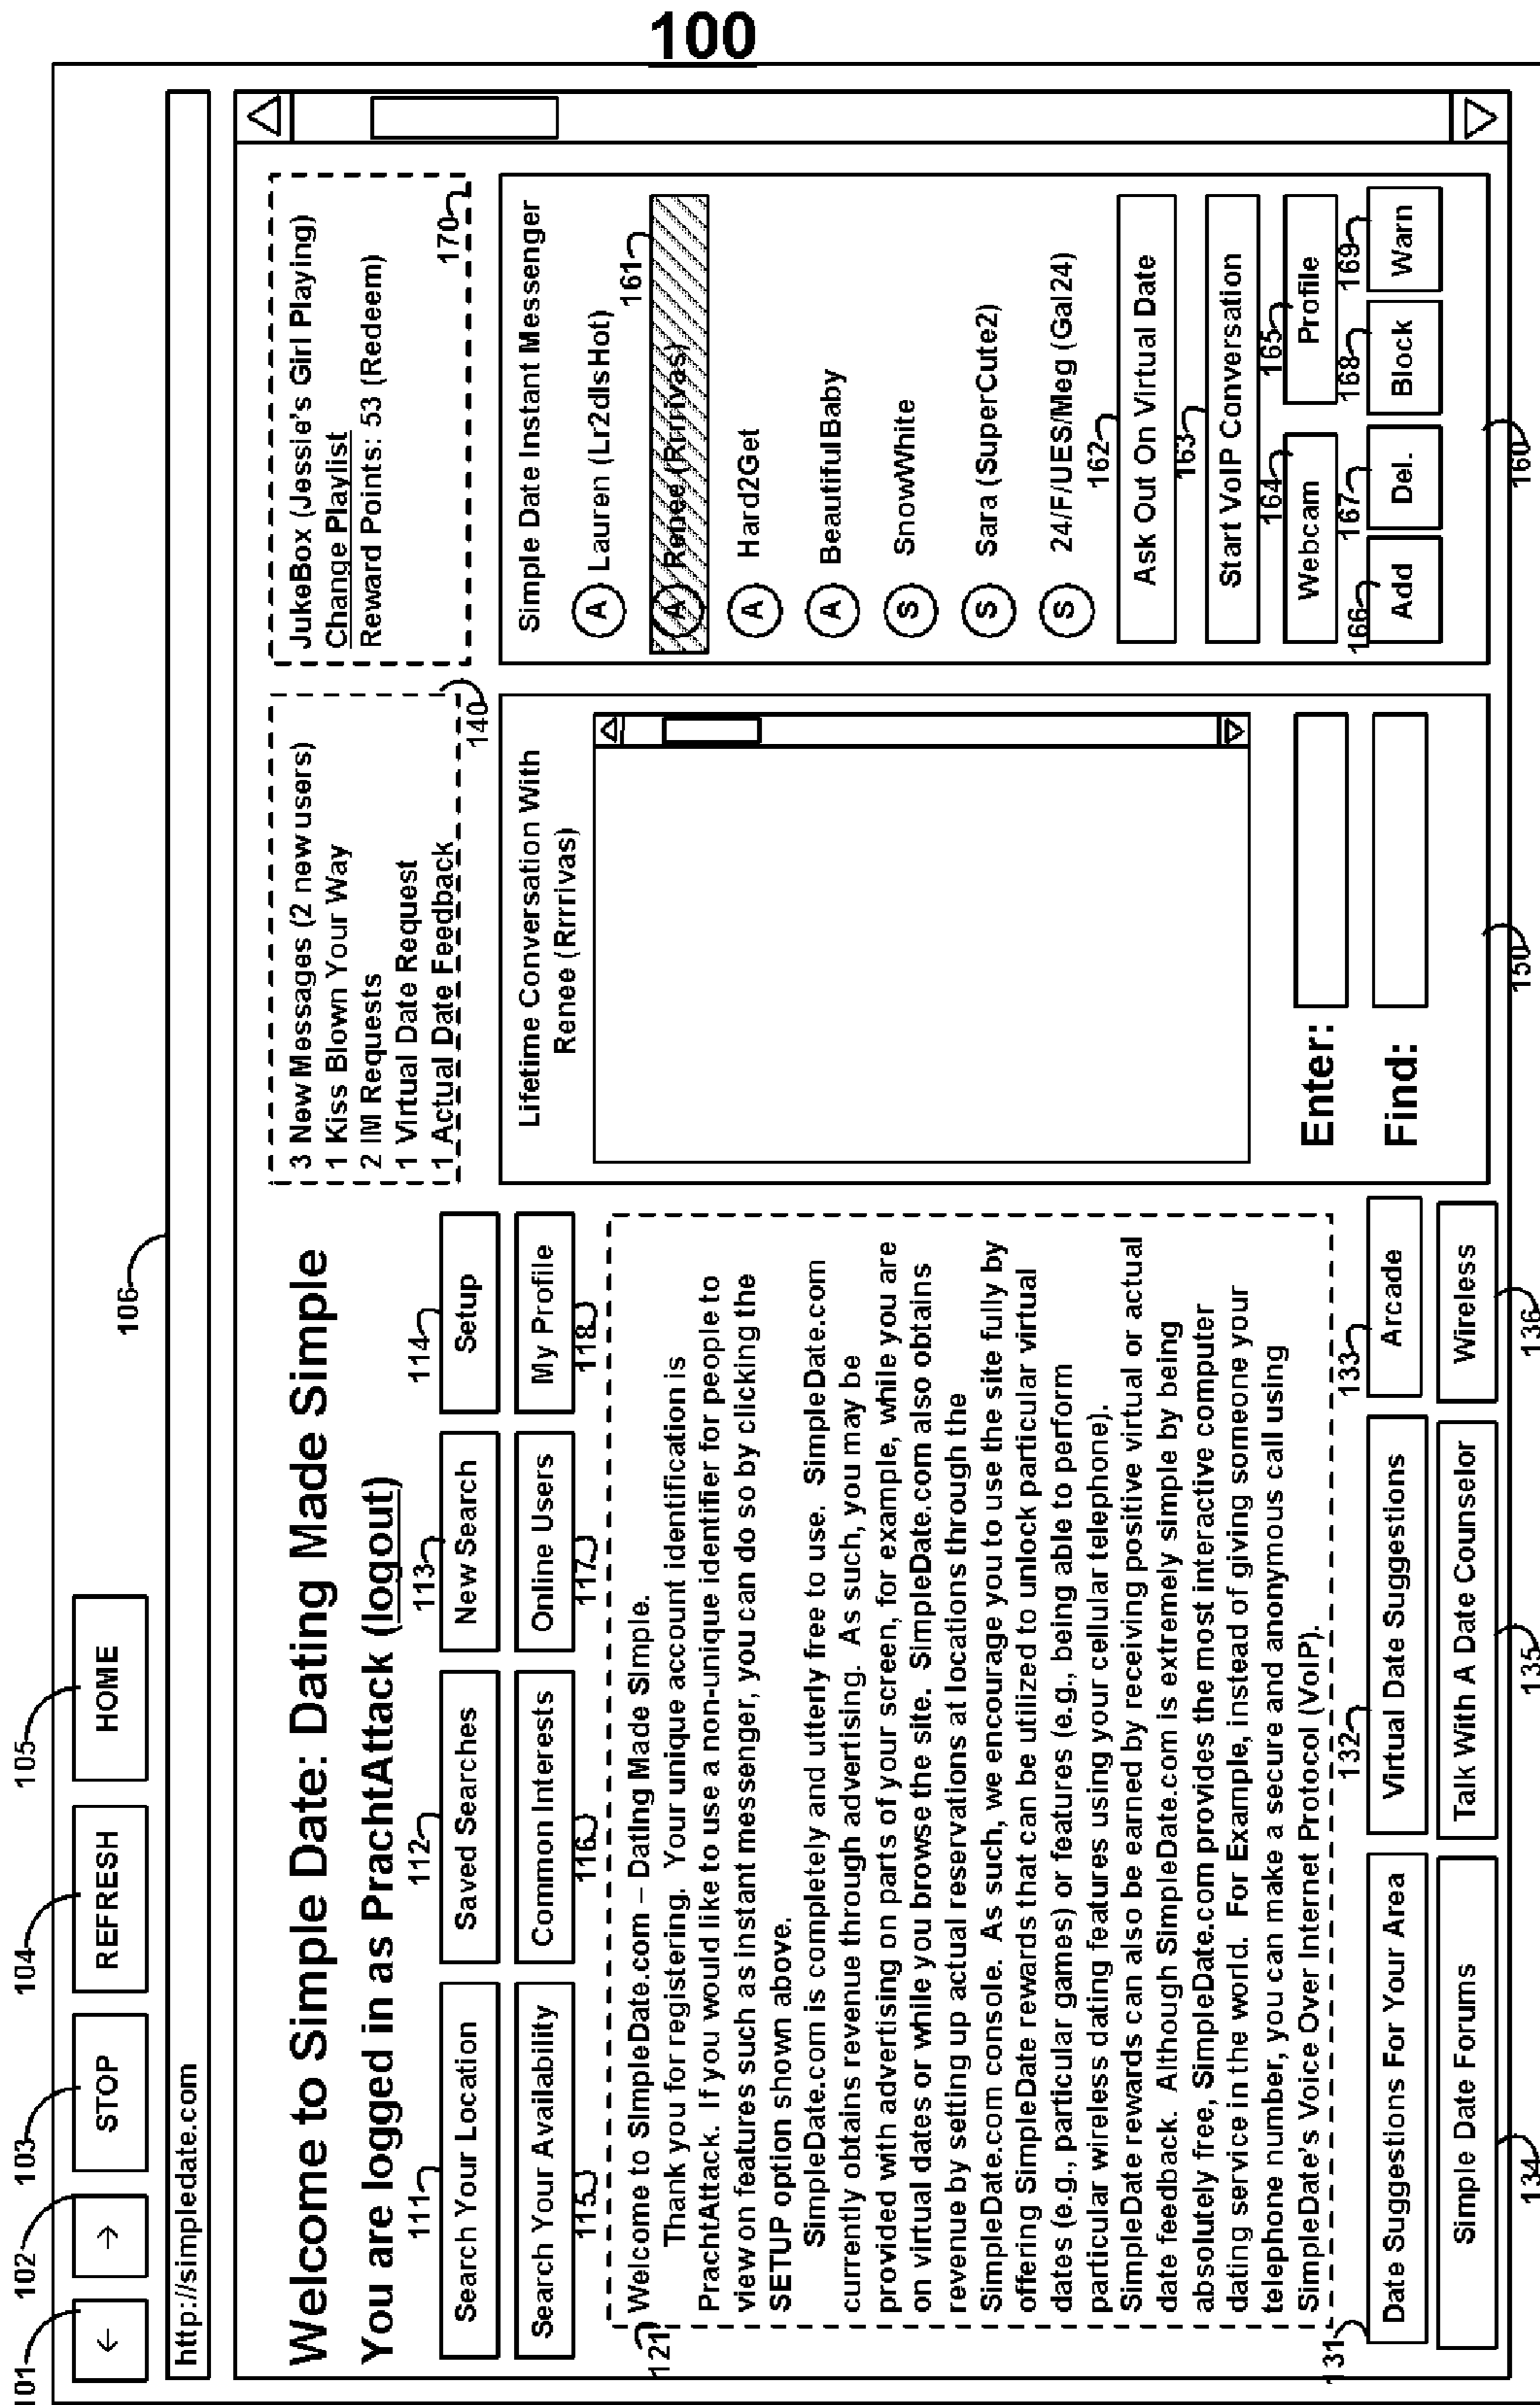 100
101
102
103
104
105
← → STOP REFRESH HOME
106
http://simpledate.com
Welcome to Simple Date: Dating Made Simple
You are logged in as PrachtAttack (logout)
111
112
113
114
Search Your Location
Saved Searches
New Search
Setup
Search Your Availability
Common Interests
Online Users
My Profile
115
116
117
118
121
Welcome to SimpleDate.com – Dating Made Simple.
Thank you for registering. Your unique account identification is
PrachtAttack. If you would like to use a non-unique identifier for people to
view on features such as instant messenger, you can do so by clicking the
SETUP option shown above.
SimpleDate.com is completely and utterly free to use. SimpleDate.com
currently obtains revenue through advertising. As such, you may be
provided with advertising on parts of your screen, for example, while you are
on virtual dates or while you browse the site. SimpleDate.com also obtains
revenue by setting up actual reservations at locations through the
SimpleDate.com console. As such, we encourage you to use the site fully by
offering SimpleDate rewards that can be utilized to unlock particular virtual
dates (e.g., particular games) or features (e.g., being able to perform
particular wireless dating features using your cellular telephone).
SimpleDate rewards can also be earned by receiving positive virtual or actual
date feedback. Although SimpleDate.com is extremely simple by being
absolutely free, SimpleDate.com provides the most interactive computer
dating service in the world. For Example, instead of giving someone your
telephone number, you can make a secure and anonymous call using
SimpleDate's Voice Over Internet Protocol (VoIP).
131
132
133
Date Suggestions For Your Area
Virtual Date Suggestions
Arcade
Simple Date Forums
Talk With A Date Counselor
Wireless
134
135
136
3 New Messages (2 new users)
1 Kiss Blown Your Way
2 IM Requests
1 Virtual Date Request
1 Actual Date Feedback
140
Lifetime Conversation With
Renee (Rrrrivas)
Enter:
Find:
150
JukeBox (Jessie's Girl Playing)
Change Playlist
Reward Points: 53 (Redeem)
170
Simple Date Instant Messenger
A Lauren (Lr2dIsHot)
161
A Renee (Rrrrivas)
A Hard2Get
A BeautifulBaby
S SnowWhite
S Sara (SuperCute2)
S 24/F/UES/Meg (Gal24)
162
Ask Out On Virtual Date
163
Start VoIP Conversation
164
165
Webcam
Profile
166
167
168
169
Add
Del.
Block
Warn
160